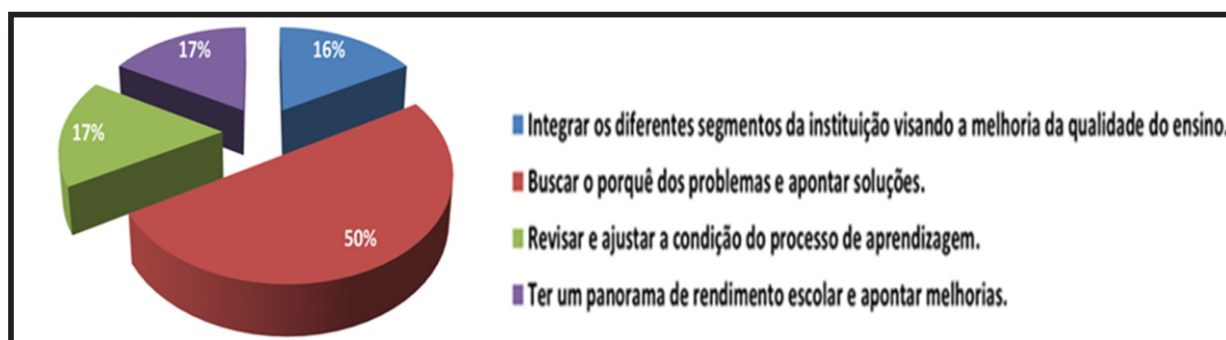 17%
16%
17%
50%
Integrar os diferentes segmentos da instituição visando a melhoria da qualidade do ensino.
Buscar o porquê dos problemas e apontar soluções.
Revisar e ajustar a condição do processo de aprendizagem.
Ter um panorama de rendimento escolar e apontar melhorias.